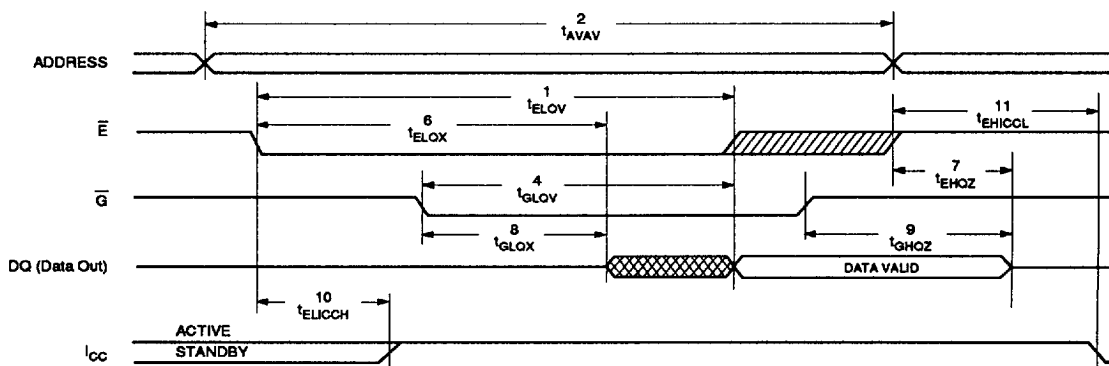 2
tAVAV
ADDRESS
1
tELQV
11
tEHICCL
6
tELQX
E
7
tEHQZ
4
tGLQV
G
8
tGLQX
9
tGHQZ
DQ (Data Out)
DATA VALID
10
tELICCH
ACTIVE
ICC
STANDBY